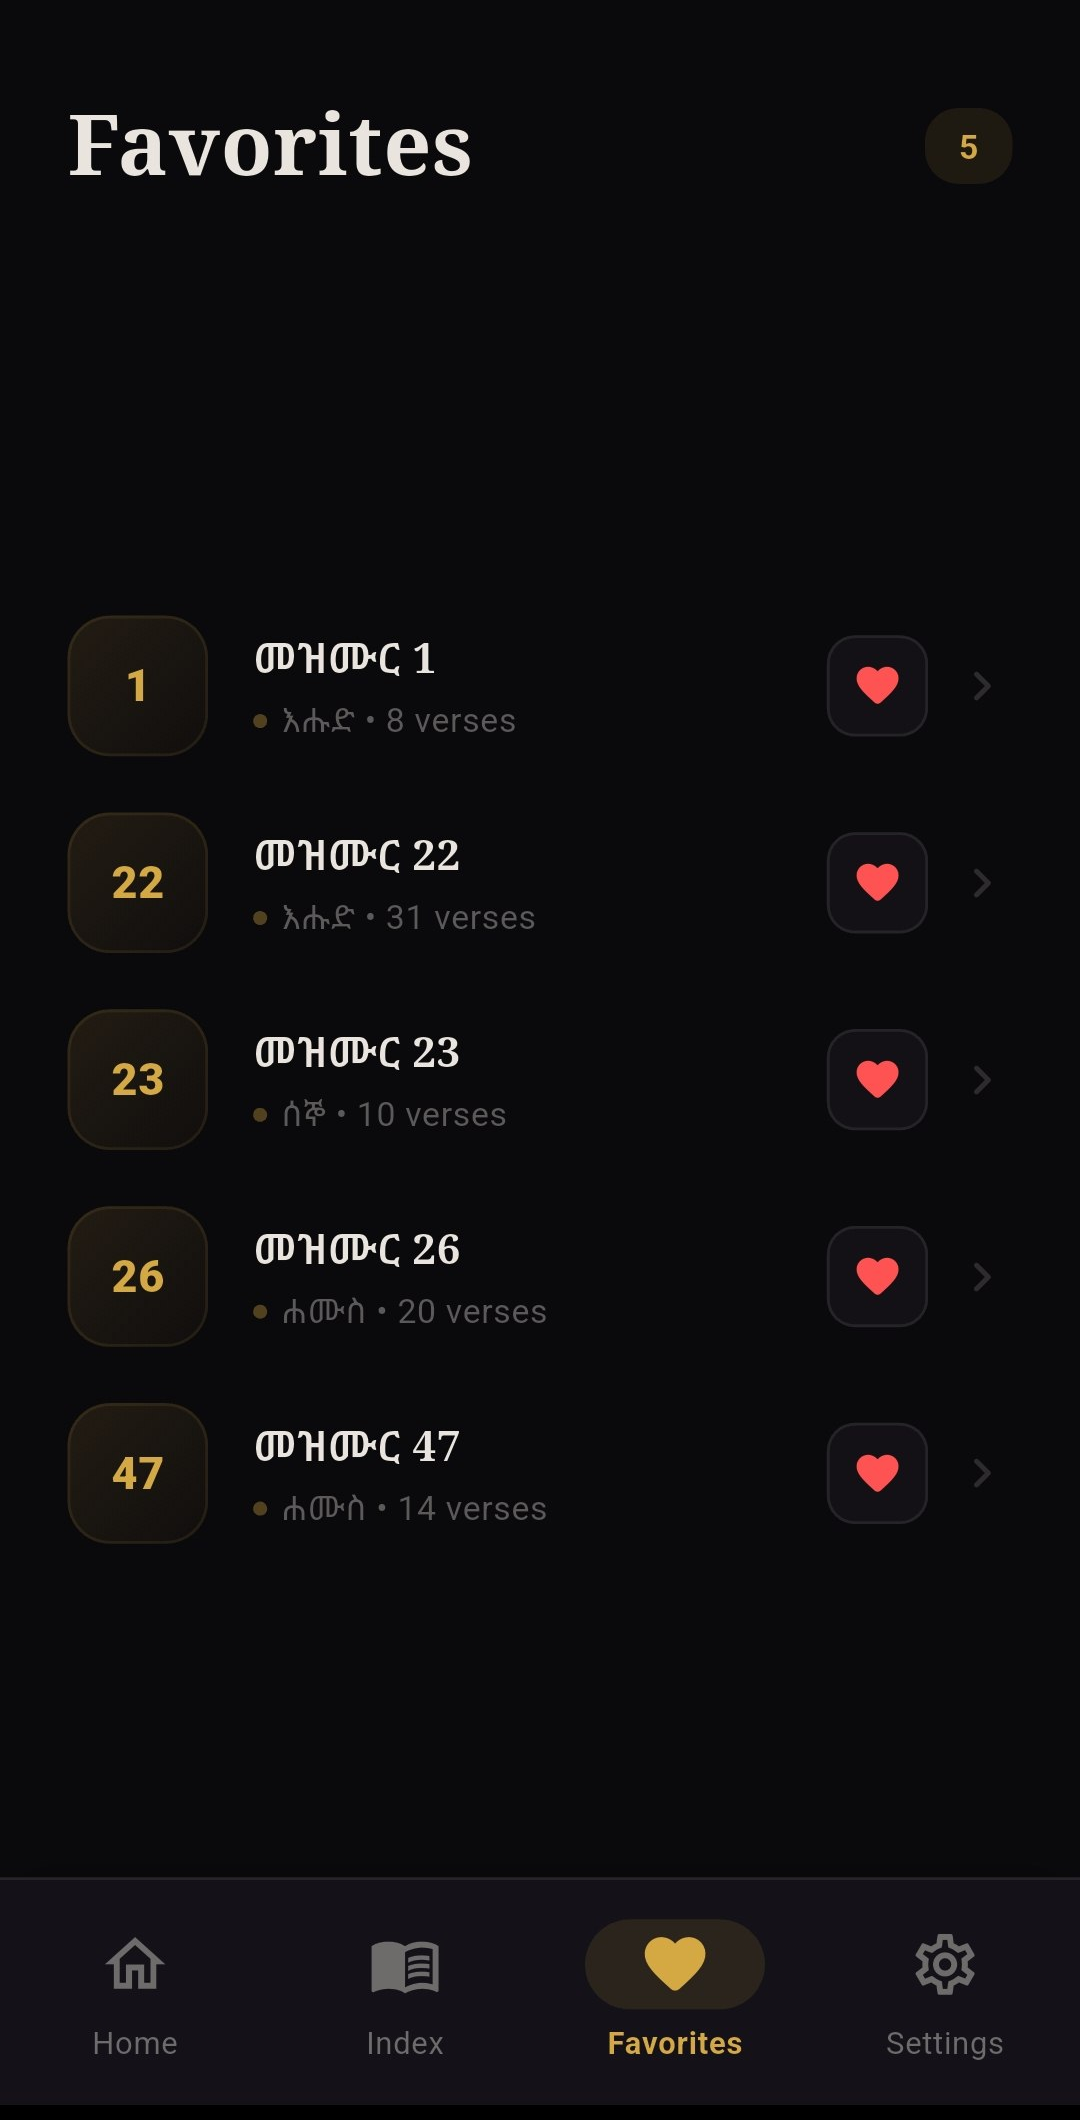 Favorites
5
1
መዝሙር 1
እሑድ • 8 verses
22
መዝሙር 22
እሑድ • 31 verses
23
መዝሙር 23
ሰኞ • 10 verses
26
መዝሙር 26
ሐሙስ • 20 verses
47
መዝሙር 47
ሐሙስ • 14 verses
Home
Index
Favorites
Settings